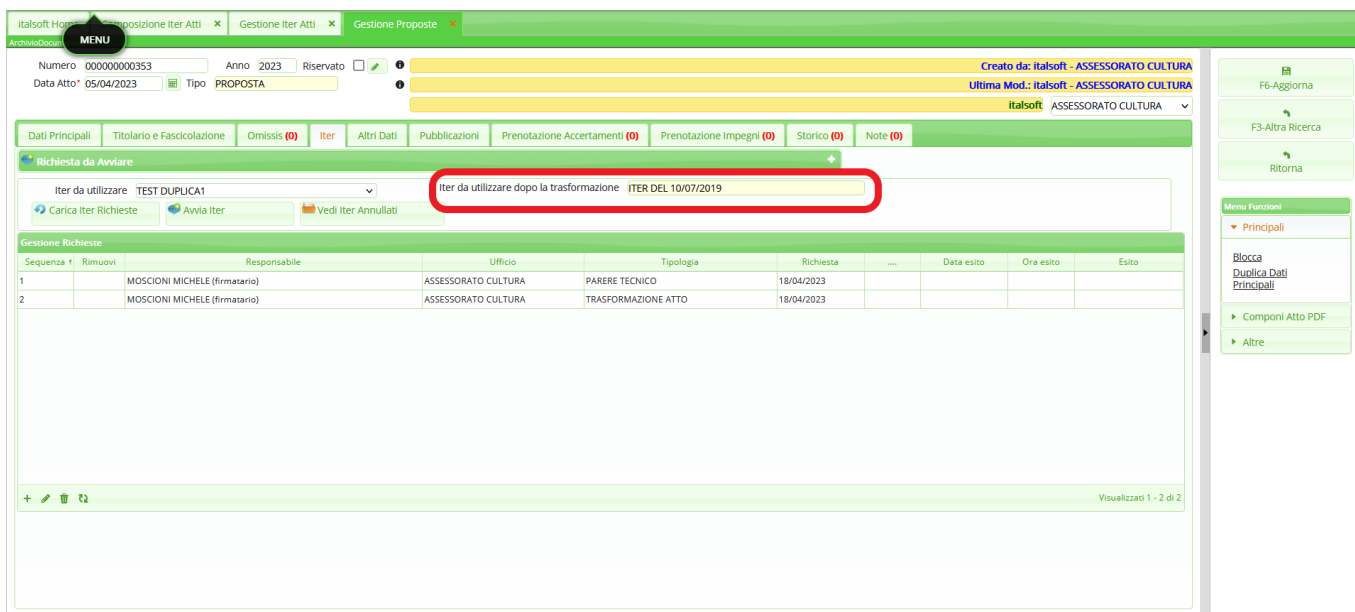 italsoft Home Composizione Iter Atti × Gestione Iter Atti × Gestione Proposte ×
MENU
Numero 000000000353 Anno 2023 Riservato Creato da: italsoft - ASSESSORATO CULTURA
Data Atto* 05/04/2023 Tipo PROPOSTA Ultima Mod.: italsoft - ASSESSORATO CULTURA
italsoft ASSESSORATO CULTURA
F6-Aggiorna
F3-Altra Ricerca
Ritorna
Dati Principali Titolario e Fascicolazione Omissis (0) Iter Altri Dati Pubblicazioni Prenotazione Accertamenti (0) Prenotazione Impegni (0) Storico (0) Note (0)
Richiesta da Avviare
Iter da utilizzare TEST DUPLICA1 Iter da utilizzare dopo la trasformazione ITER DEL 10/07/2019
Carica Iter Richieste Avvia Iter Vedi Iter Annullati
Gestione Richieste
Sequenza Rimuovi Responsabile Ufficio Tipologia Richiesta .... Data esito Ora esito Esito
1 MOSCIONI MICHELE (firmatario) ASSESSORATO CULTURA PARERE TECNICO 18/04/2023
2 MOSCIONI MICHELE (firmatario) ASSESSORATO CULTURA TRASFORMAZIONE ATTO 18/04/2023
Visualizzati 1 - 2 di 2
Menu Funzioni
Principali
Blocca
Duplica Dati
Principali
Componi Atto PDF
Altre